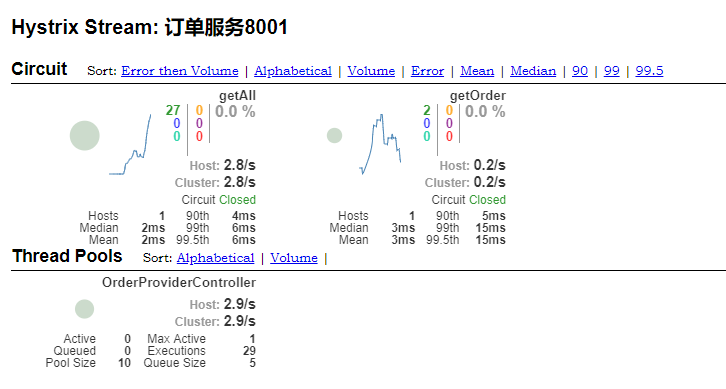 Hystrix Stream: 订单服务8001
Circuit Sort: Error then Volume | Alphabetical | Volume | Error | Mean | Median | 90 | 99 | 99.5
getAll
27 0 0.0 %
0 0
0 0
Host: 2.8/s
Cluster: 2.8/s
Circuit Closed
Hosts 1 90th 4ms
Median 2ms 99th 6ms
Mean 2ms 99.5th 6ms
getOrder
2 0 0.0 %
0 0
0 0
Host: 0.2/s
Cluster: 0.2/s
Circuit Closed
Hosts 1 90th 5ms
Median 3ms 99th 15ms
Mean 3ms 99.5th 15ms
Thread Pools Sort: Alphabetical | Volume |
OrderProviderController
Host: 2.9/s
Cluster: 2.9/s
Active 0 Max Active 1
Queued 0 Executions 29
Pool Size 10 Queue Size 5